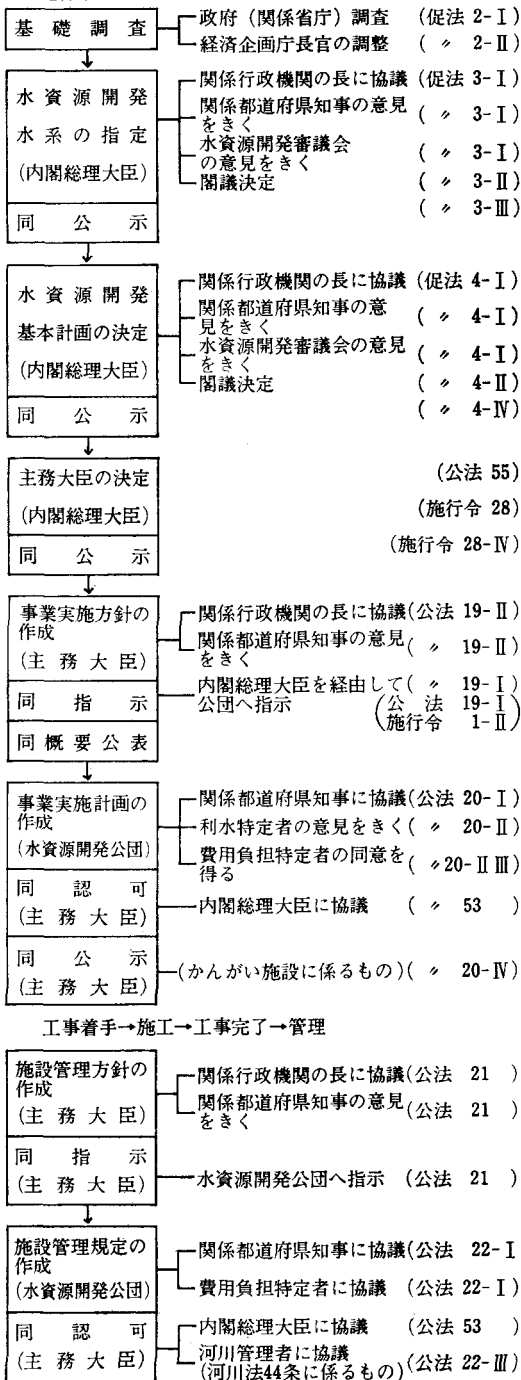 基礎調査
政府（関係省庁）調査 （促法 2-Ⅰ）
経済企画庁長官の調整 （ 〃 2-Ⅱ）
水資源開発
水系の指定
(内閣総理大臣)
関係行政機関の長に協議（促法 3-Ⅰ）
関係都道府県知事の意見
をきく （ 〃 3-Ⅰ）
水資源開発審議会
の意見をきく （ 〃 3-Ⅰ）
閣議決定 （ 〃 3-Ⅱ）
同公示 （ 〃 3-Ⅲ）
水資源開発
基本計画の決定
(内閣総理大臣)
関係行政機関の長に協議（促法 4-Ⅰ）
関係都道府県知事の意
見をきく （ 〃 4-Ⅰ）
水資源開発審議会の意見
をきく （ 〃 4-Ⅰ）
閣議決定 （ 〃 4-Ⅱ）
同公示 （ 〃 4-Ⅳ）
主務大臣の決定 （公法 55）
(内閣総理大臣) （施行令 28）
同公示 （施行令 28-Ⅳ）
事業実施方針の
作成
(主務大臣)
関係行政機関の長に協議（公法 19-Ⅱ）
関係都道府県知事の意見
をきく （ 〃 19-Ⅱ）
同指示
内閣総理大臣を経由して（ 〃 19-Ⅰ）
公団へ指示 （公法 19-Ⅰ
施行令 1-Ⅱ）
同概要公表
事業実施計画の
作成
(水資源開発公団)
関係都道府県知事に協議（公法 20-Ⅰ）
利水特定者の意見をきく（ 〃 20-Ⅱ）
費用負担特定者の同意を
得る （ 〃20-Ⅱ Ⅲ）
同認可
(主務大臣)
内閣総理大臣に協議 （ 〃 53 ）
同公示
(主務大臣)
(かんがい施設に係るもの)（ 〃 20-Ⅳ）
工事着手→施工→工事完了→管理
施設管理方針の
作成
(主務大臣)
関係行政機関の長に協議（公法 21 ）
関係都道府県知事の意見
をきく （公法 21 ）
同指示
(主務大臣)
水資源開発公団へ指示 （公法 21 ）
施設管理規定の
作成
(水資源開発公団)
関係都道府県知事に協議（公法 22-Ⅰ
費用負担特定者に協議 （公法 22-Ⅰ）
同認可
(主務大臣)
内閣総理大臣に協議 （公法 53 ）
河川管理者に協議
(河川法44条に係るもの)（公法 22-Ⅲ）